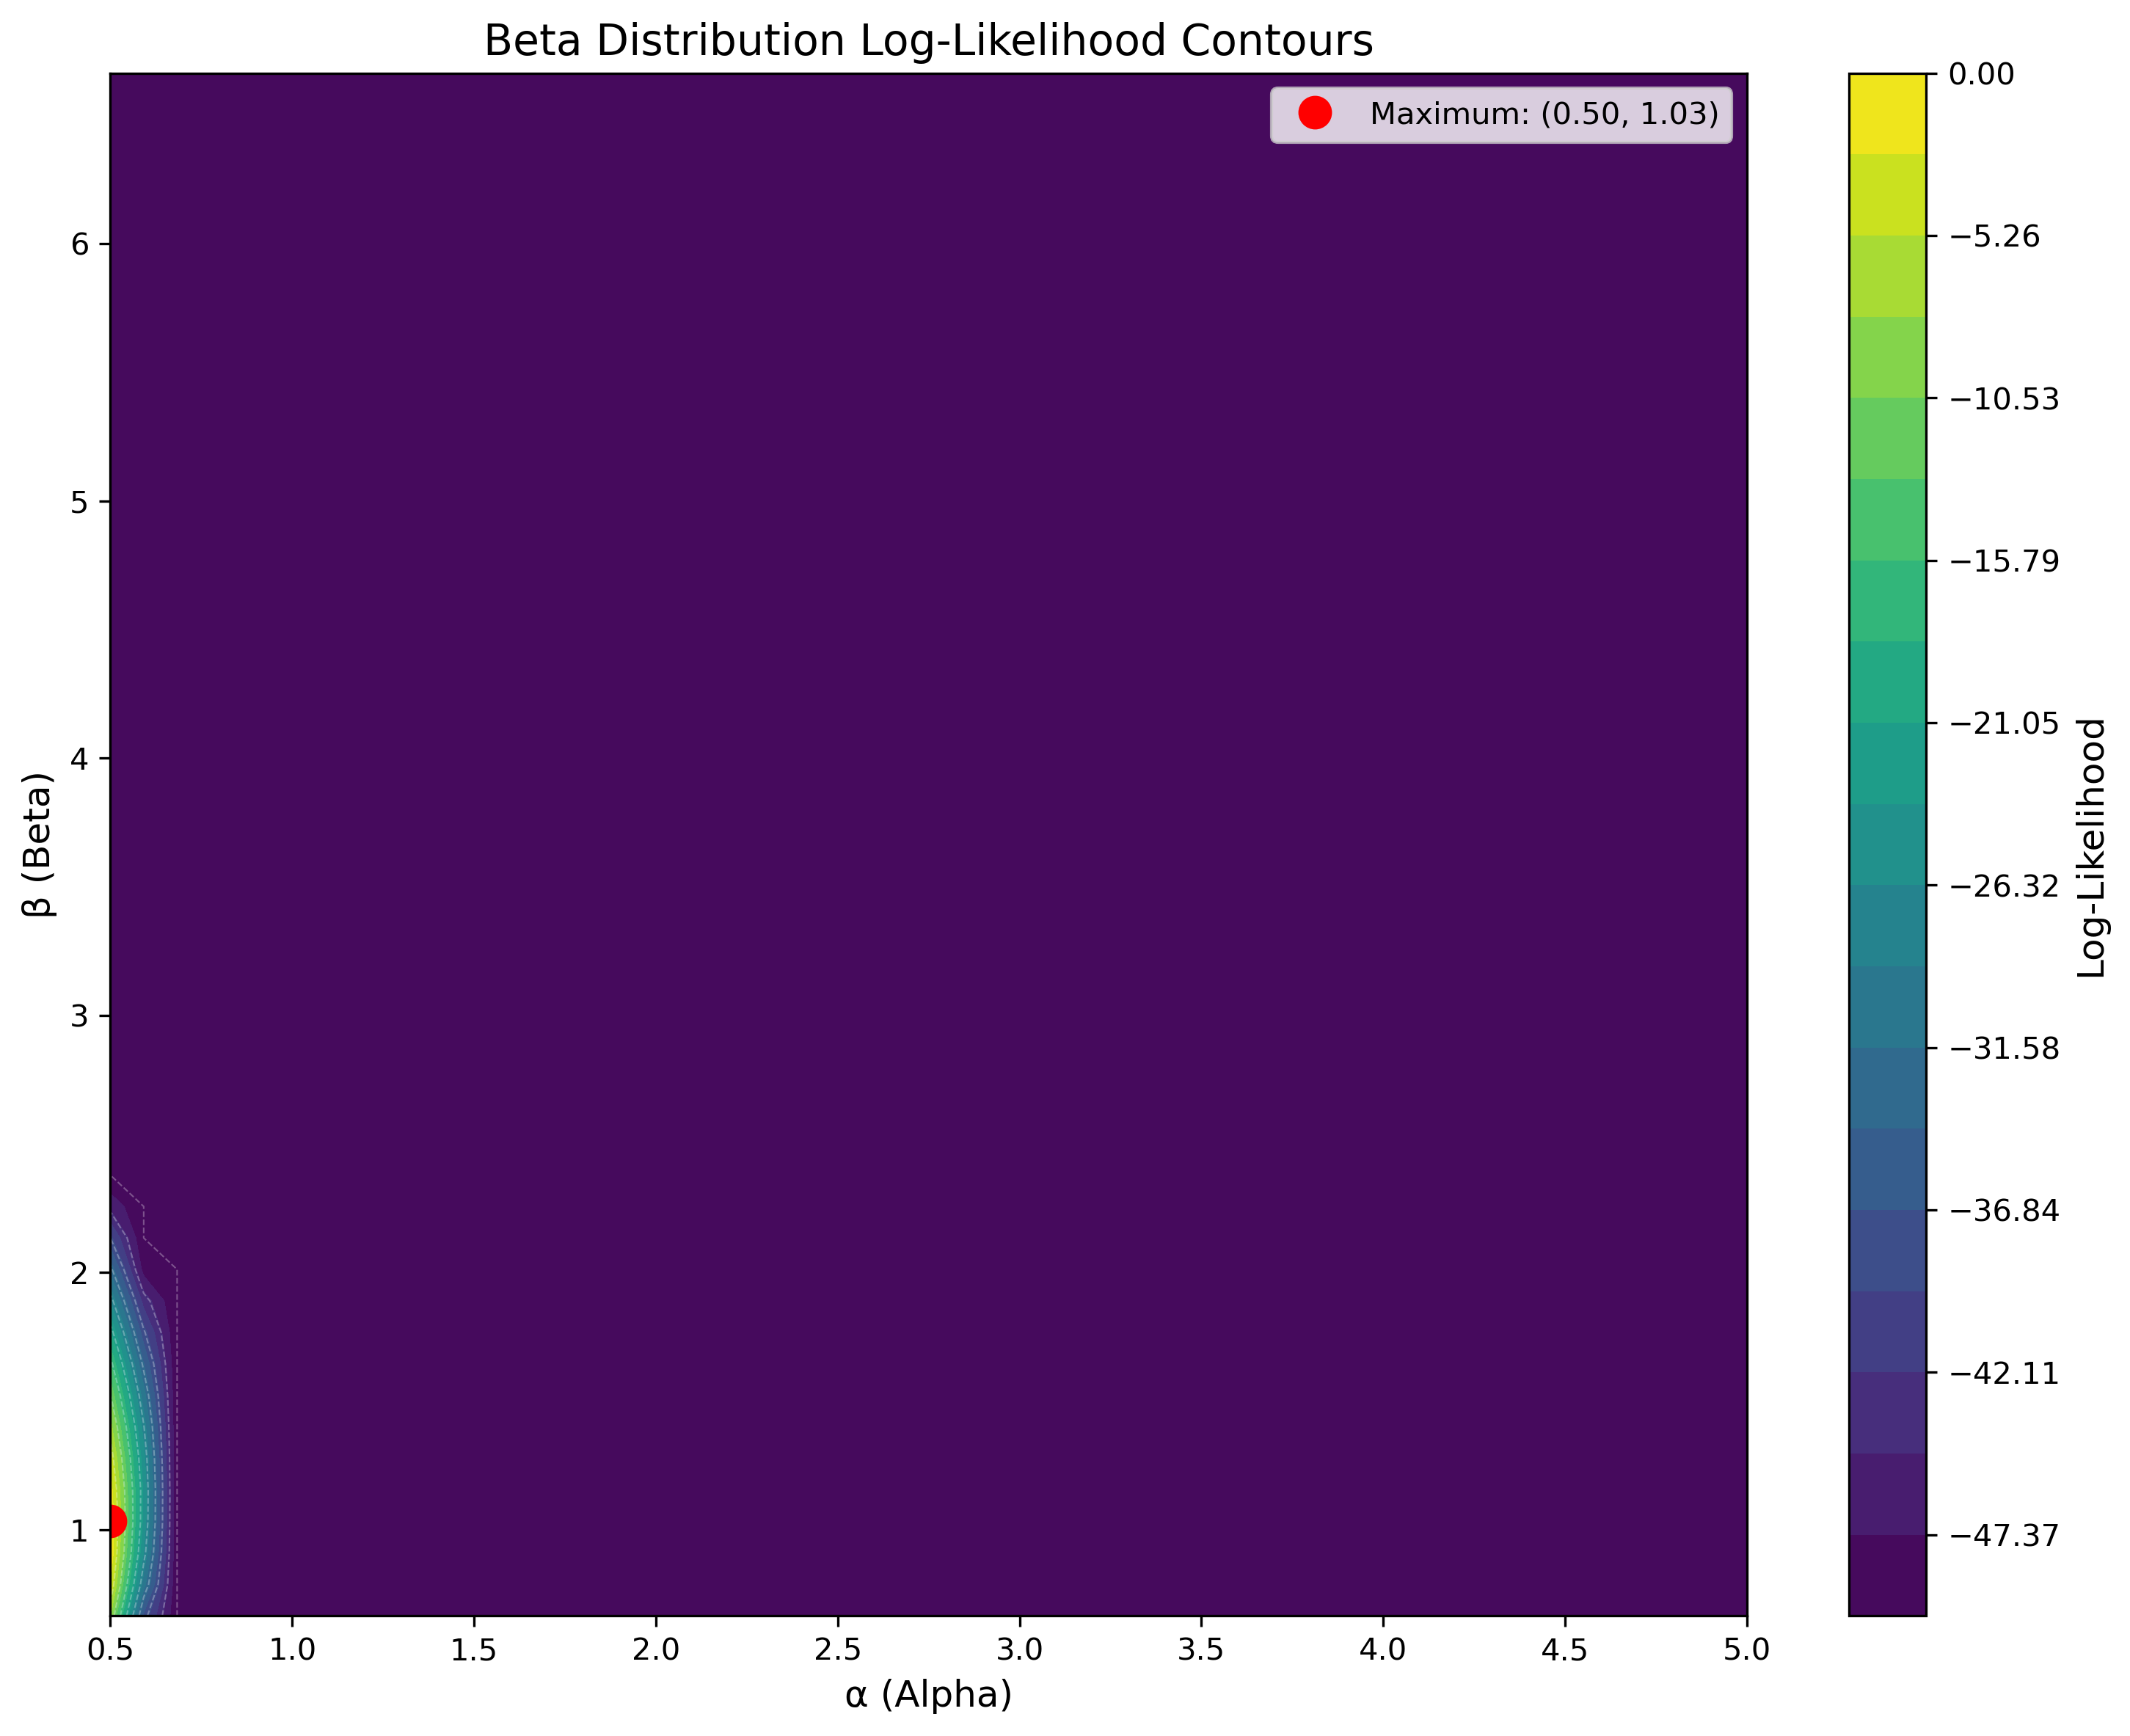 Beta Distribution Log-Likelihood Contours
Maximum: (0.50, 1.03)
β (Beta)
6
5
4
3
2
1
0.5 1.0 1.5 2.0 2.5 3.0 3.5 4.0 4.5 5.0
α (Alpha)
0.00
−5.26
−10.53
−15.79
−21.05
−26.32
−31.58
−36.84
−42.11
−47.37
Log-Likelihood